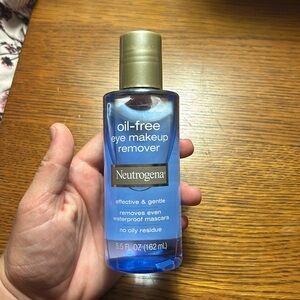 oil-free
eye makeup
remover
Neutrogena
effective & gentle
removes even
waterproof mascara
no oily residue
5.5 FL OZ (162 mL)